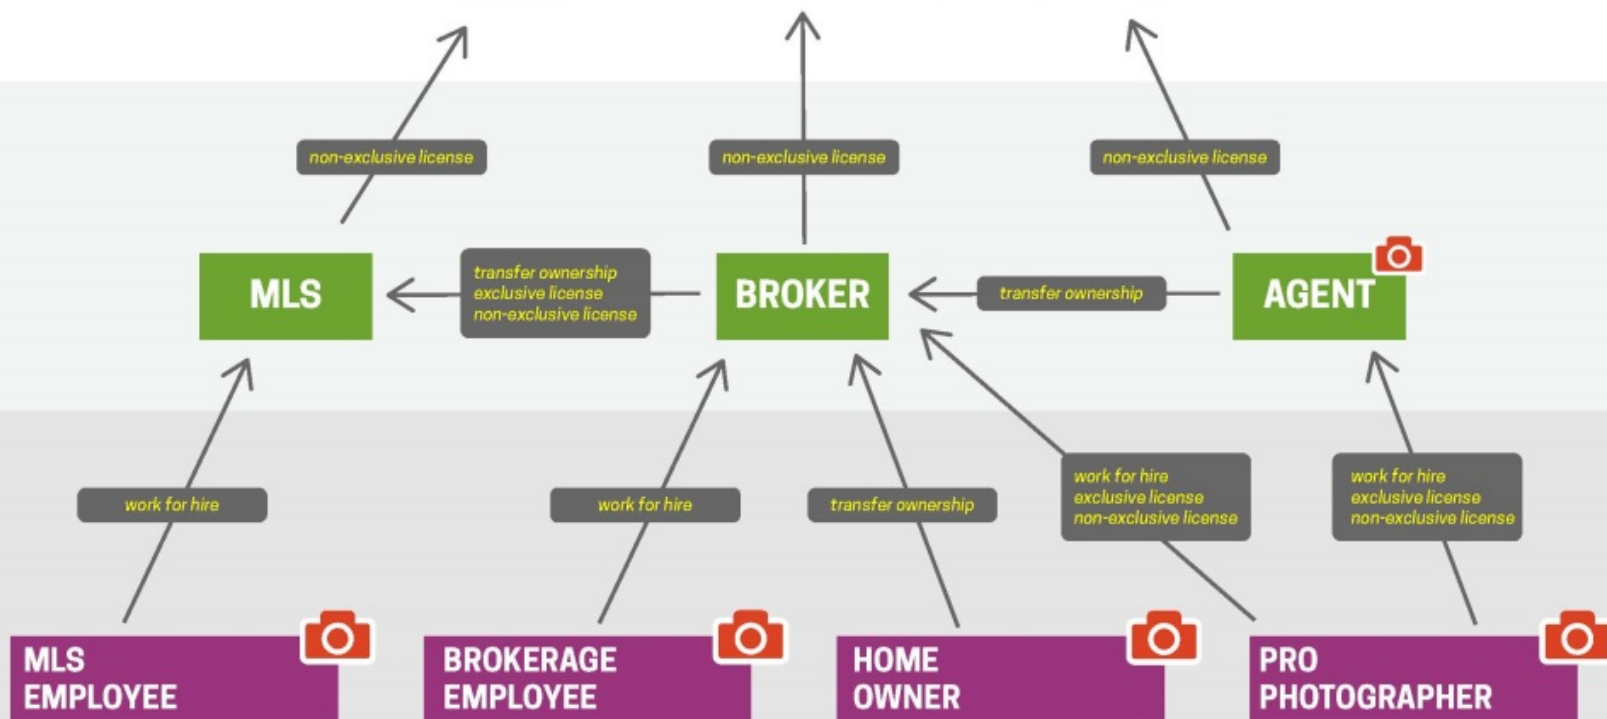 non-exclusive license
non-exclusive license
non-exclusive license
MLS
transfer ownership
exclusive license
non-exclusive license
BROKER
transfer ownership
AGENT
work for hire
work for hire
transfer ownership
work for hire
exclusive license
non-exclusive license
work for hire
exclusive license
non-exclusive license
MLS
EMPLOYEE
BROKERAGE
EMPLOYEE
HOME
OWNER
PRO
PHOTOGRAPHER